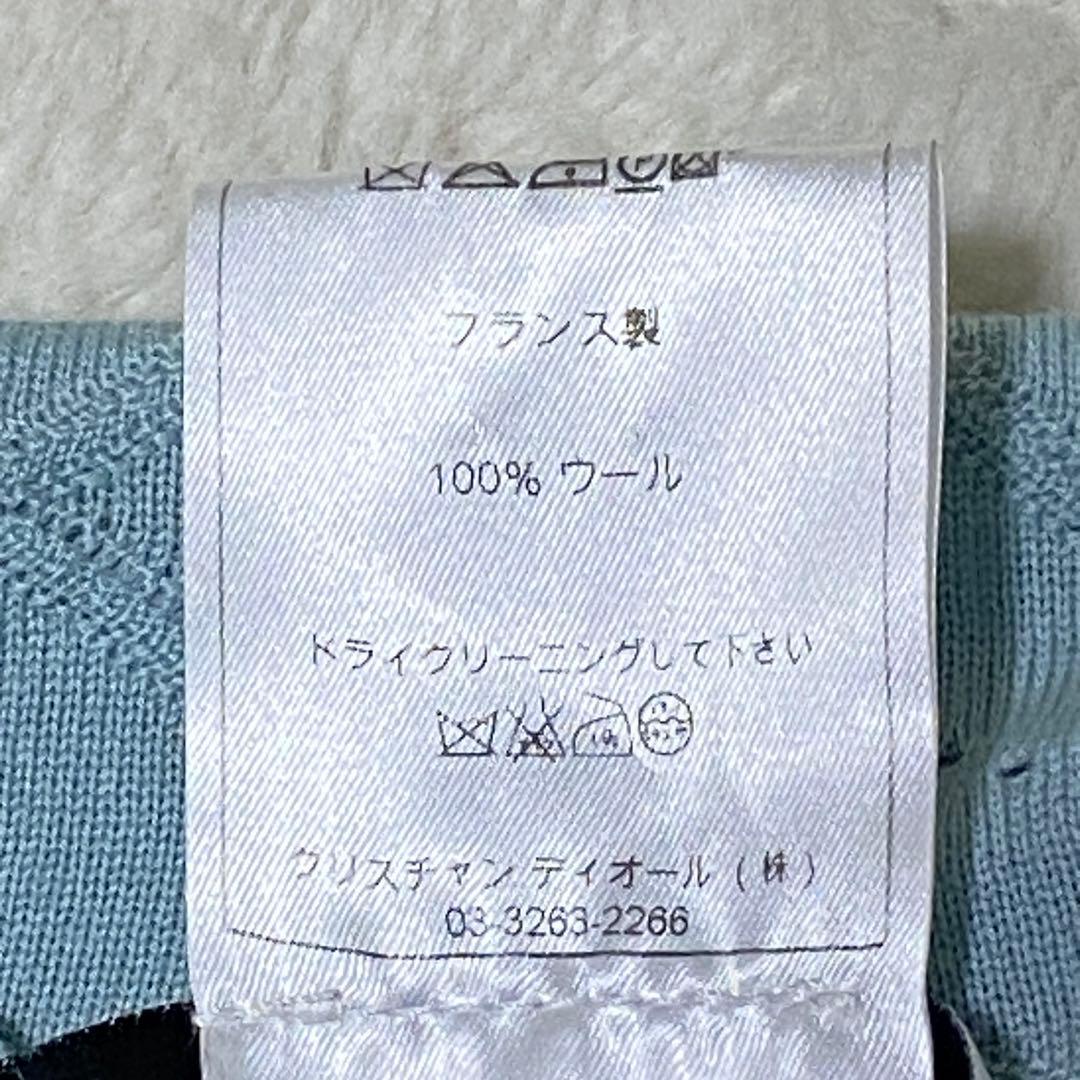 フランス製
100% ウール
ドライクリーニングして下さい
クリスチャン ディオール (株)
03-3263-2266